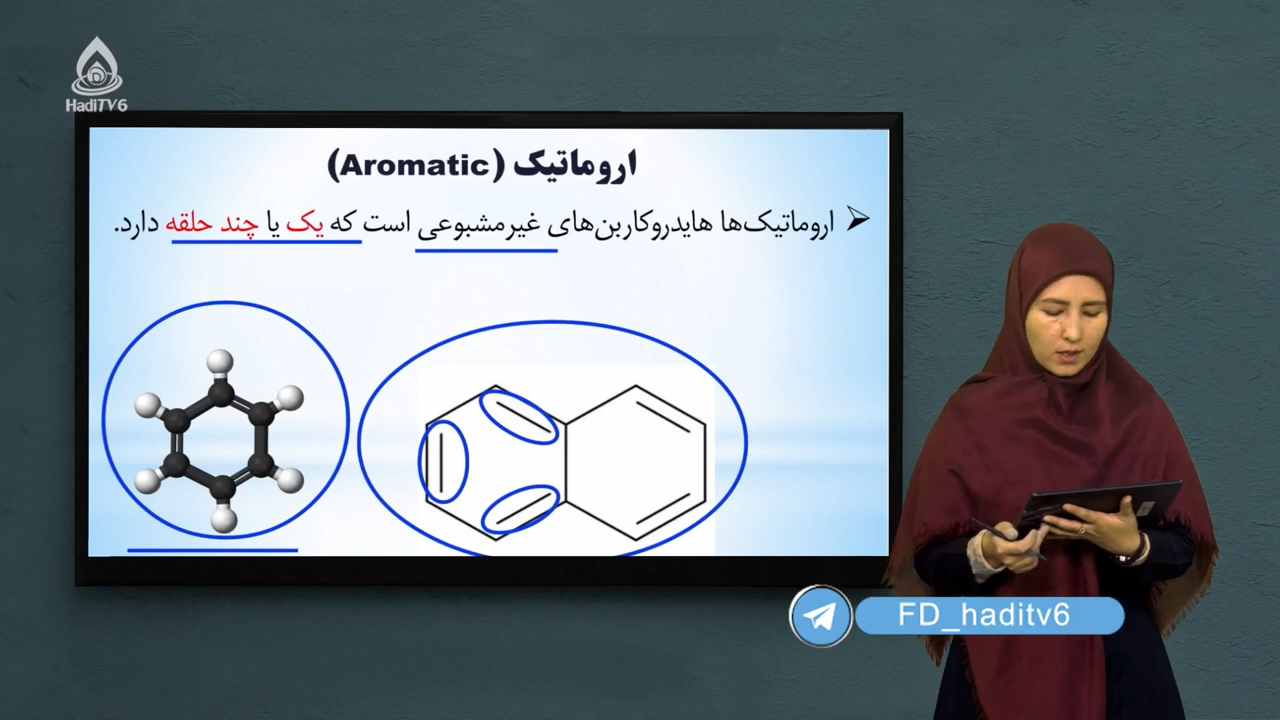 HadiTV6
اروماتیک (Aromatic)
اروماتیک‌ها هایدروکاربن‌های غیرمشبوعی است که یک یا چند حلقه دارد.
FD_haditv6